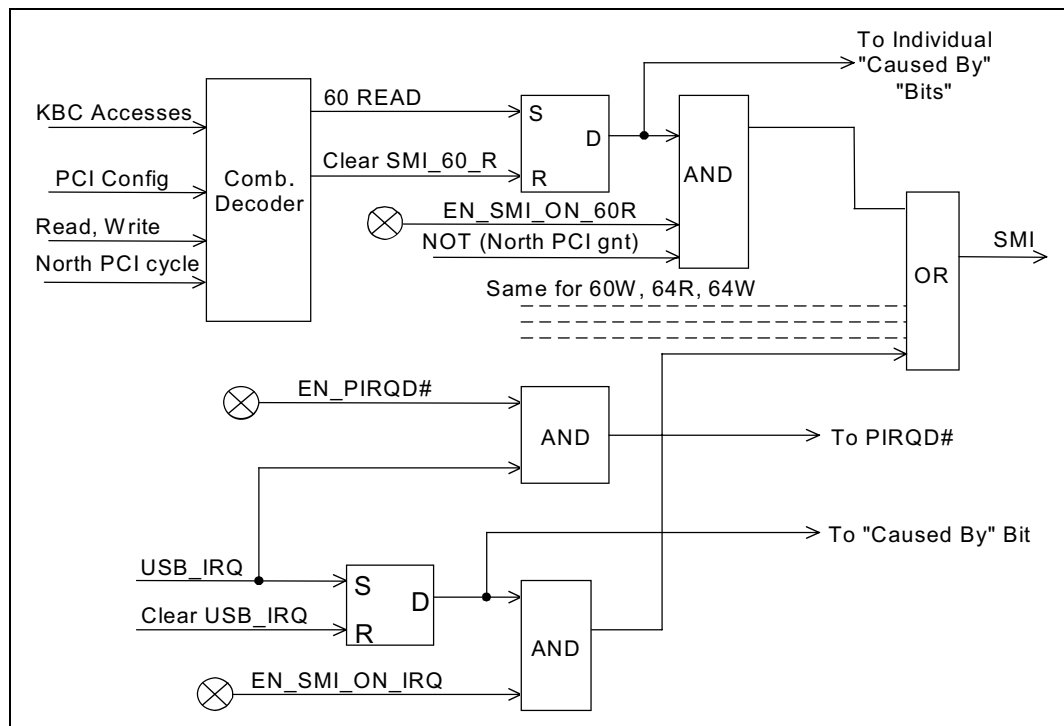 To Individual
"Caused By"
"Bits"
KBC Accesses
60 READ
S
D
PCI Config
Comb.
Decoder
Clear SMI_60_R
R
AND
Read, Write
EN_SMI_ON_60R
North PCI cycle
NOT (North PCI gnt)
SMI
OR
Same for 60W, 64R, 64W
EN_PIRQD#
AND
To PIRQD#
To "Caused By" Bit
USB_IRQ
S
D
Clear USB_IRQ
R
AND
EN_SMI_ON_IRQ